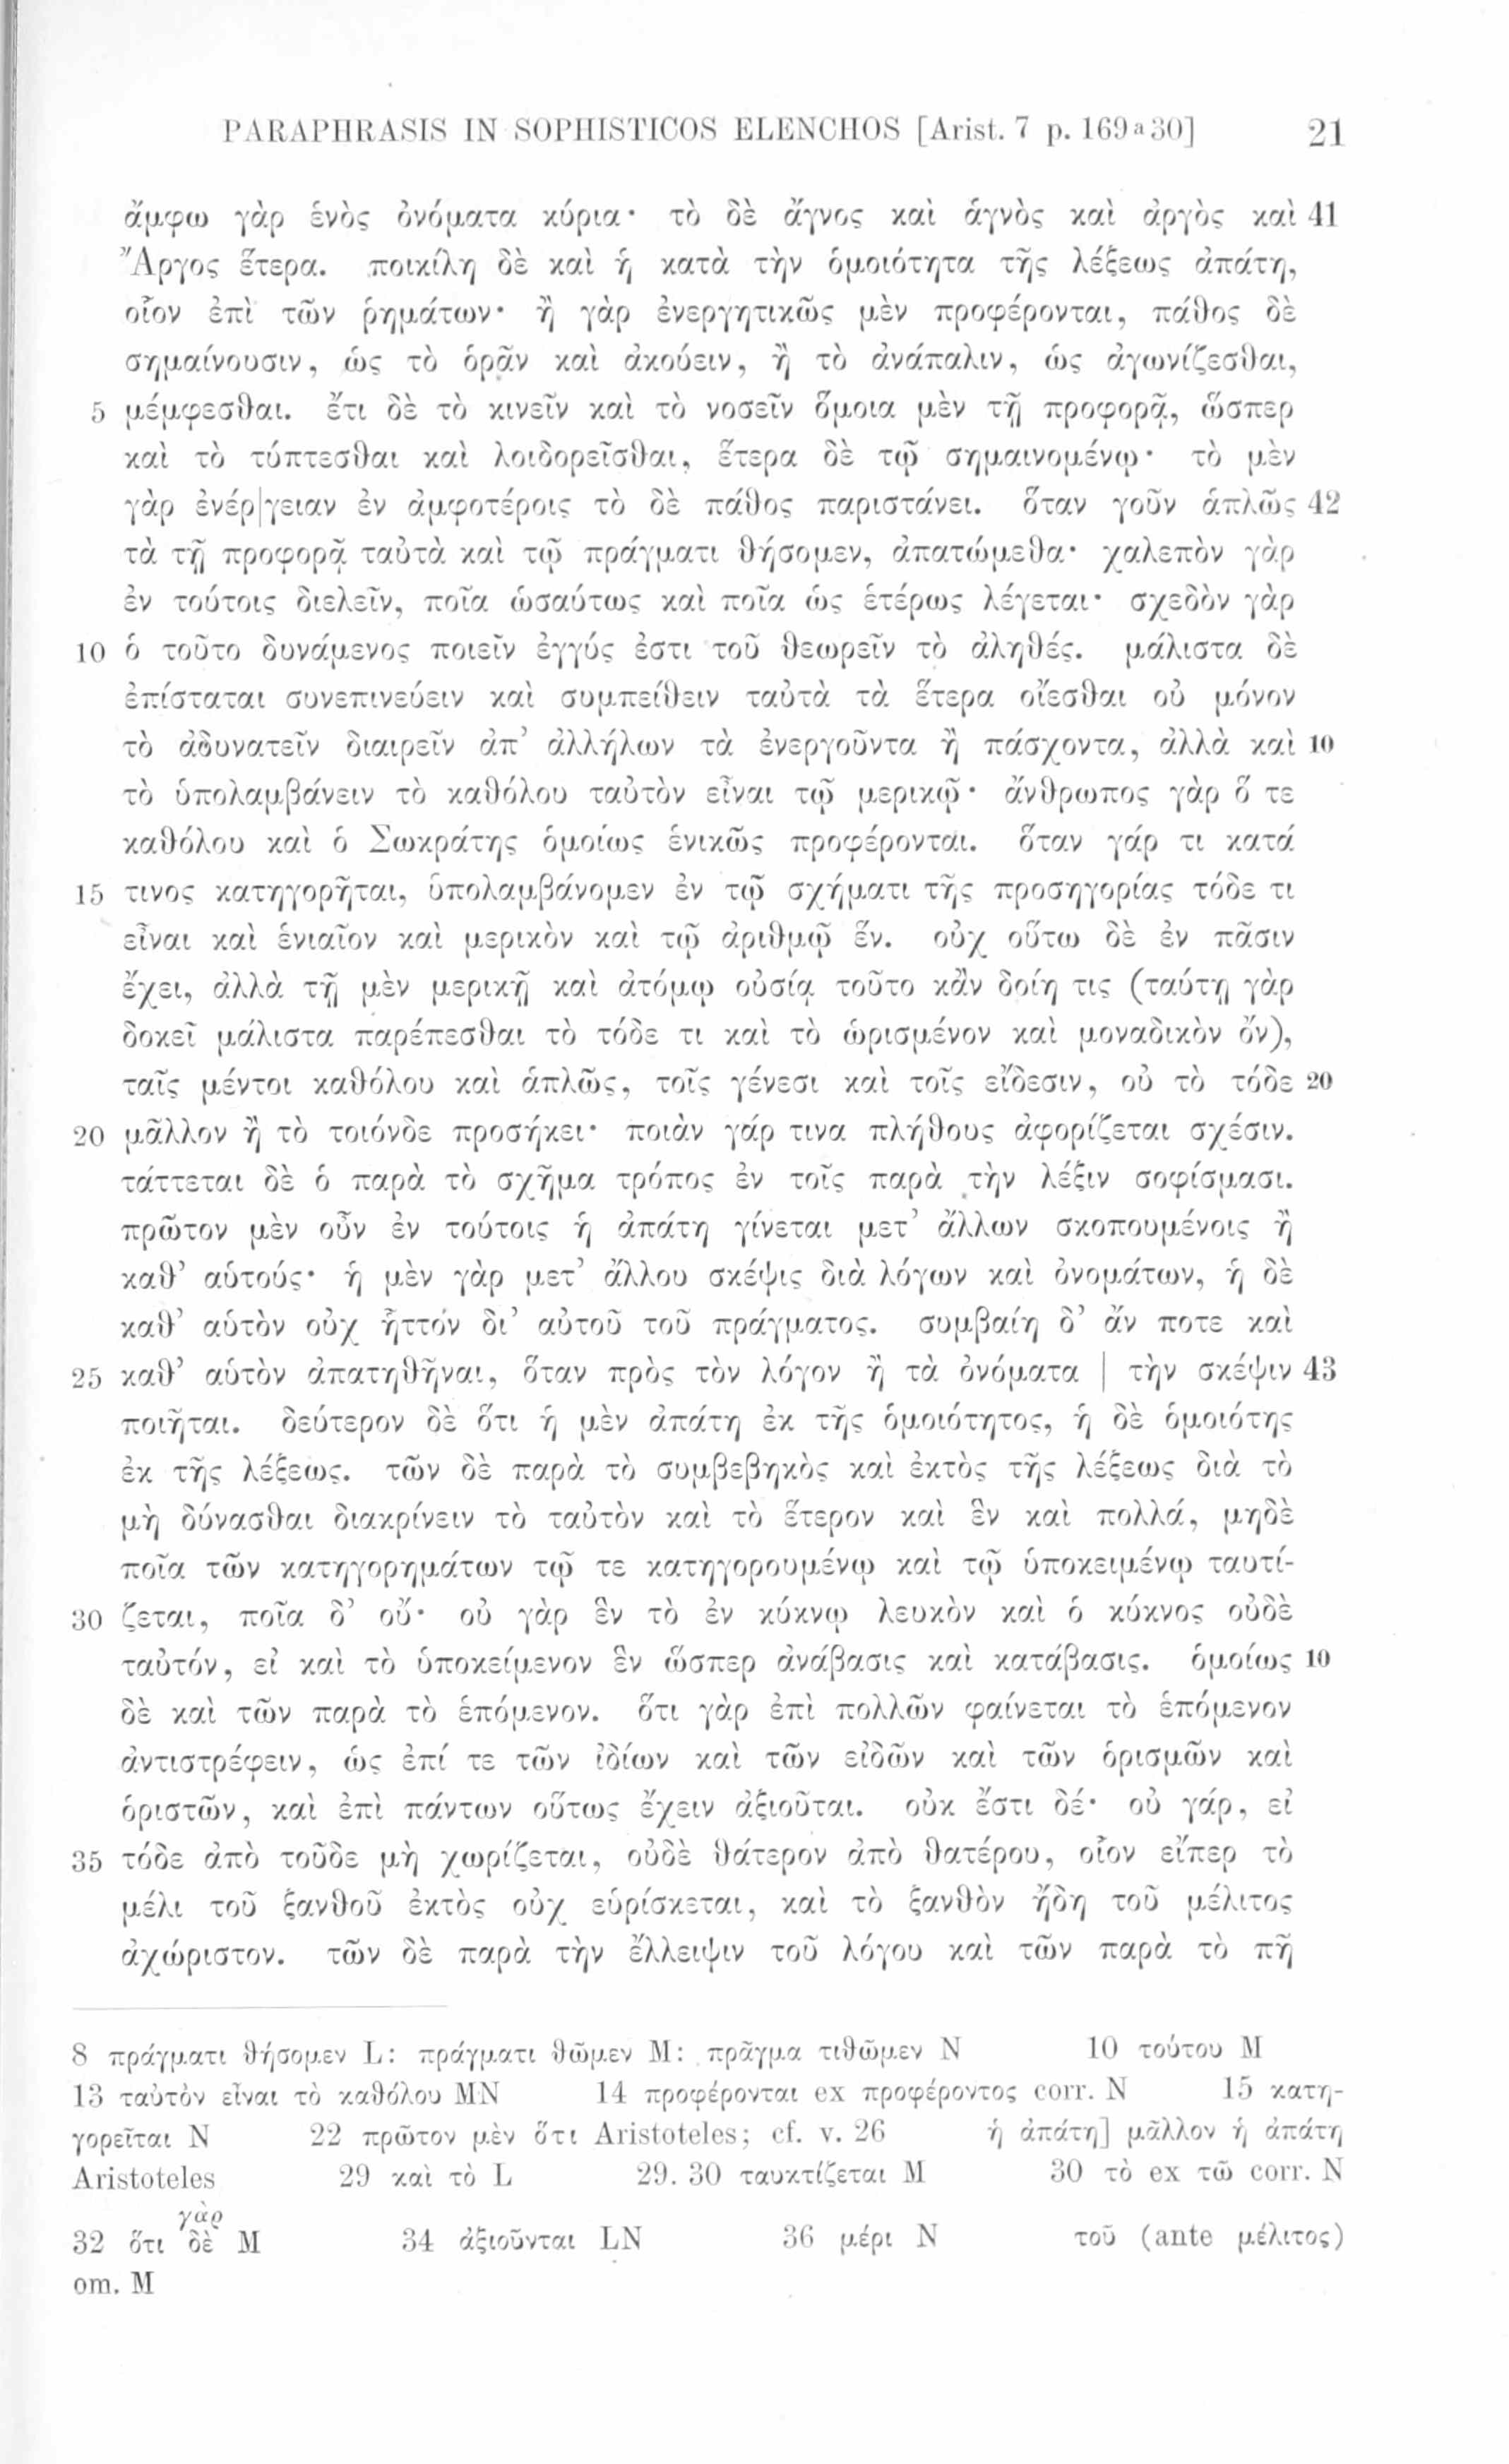 PARAPHRASIS IN SOPHISTICOS ELENCHOS [Arist. 7 p. 169ª30] 21
ἄμφω γὰρ ἑνὸς ὀνόματα κύρια· τὸ δὲ ἄγνος καὶ ἁγνὸς καὶ ἀργὸς καὶ 41
Ἄργος ἕτερα. ποικίλη δὲ καὶ ἡ κατὰ τὴν ὁμοιότητα τῆς λέξεως ἀπάτη,
οἷον ἐπὶ τῶν ῥημάτων· ἢ γὰρ ἐνεργητικῶς μὲν προφέρονται, πάθος δὲ
σημαίνουσιν, ὡς τὸ ὁρᾶν καὶ ἀκούειν, ἢ τὸ ἀνάπαλιν, ὡς ἀγωνίζεσθαι,
5 μέμφεσθαι. ἔτι δὲ τὸ κινεῖν καὶ τὸ νοσεῖν ὅμοια μὲν τῇ προφορᾷ, ὥσπερ
καὶ τὸ τύπτεσθαι καὶ λοιδορεῖσθαι, ἕτερα δὲ τῷ σημαινομένῳ· τὸ μὲν
γὰρ ἐνέρ|γειαν ἐν ἀμφοτέροις τὸ δὲ πάθος παριστάνει. ὅταν γοῦν ἁπλῶς 42
τὰ τῇ προφορᾷ ταὐτὰ καὶ τῷ πράγματι θήσομεν, ἀπατώμεθα· χαλεπὸν γὰρ
ἐν τούτοις διελεῖν, ποῖα ὡσαύτως καὶ ποῖα ὡς ἑτέρως λέγεται· σχεδὸν γὰρ
10 ὁ τοῦτο δυνάμενος ποιεῖν ἐγγύς ἐστι τοῦ θεωρεῖν τὸ ἀληθές. μάλιστα δὲ
ἐπίσταται συνεπινεύειν καὶ συμπείθειν ταὐτὰ τὰ ἕτερα οἴεσθαι οὐ μόνον
τὸ ἀδυνατεῖν διαιρεῖν ἀπ’ ἀλλήλων τὰ ἐνεργοῦντα ἢ πάσχοντα, ἀλλὰ καὶ 10
τὸ ὑπολαμβάνειν τὸ καθόλου ταὐτὸν εἶναι τῷ μερικῷ· ἄνθρωπος γὰρ ὅ τε
καθόλου καὶ ὁ Σωκράτης ὁμοίως ἑνικῶς προφέρονται. ὅταν γάρ τι κατά
15 τινος κατηγορῆται, ὑπολαμβάνομεν ἐν τῷ σχήματι τῆς προσηγορίας τόδε τι
εἶναι καὶ ἑνιαῖον καὶ μερικὸν καὶ τῷ ἀριθμῷ ἕν. οὐχ οὕτω δὲ ἐν πᾶσιν
ἔχει, ἀλλὰ τῇ μὲν μερικῇ καὶ ἀτόμῳ οὐσίᾳ τοῦτο κἂν δοίη τις (ταύτῃ γὰρ
δοκεῖ μάλιστα παρέπεσθαι τὸ τόδε τι καὶ τὸ ὡρισμένον καὶ μοναδικὸν ὄν),
ταῖς μέντοι καθόλου καὶ ἁπλῶς, τοῖς γένεσι καὶ τοῖς εἴδεσιν, οὐ τὸ τόδε 20
20 μᾶλλον ἢ τὸ τοιόνδε προσήκει· ποιὰν γάρ τινα πλήθους ἀφορίζεται σχέσιν.
τάττεται δὲ ὁ παρὰ τὸ σχῆμα τρόπος ἐν τοῖς παρὰ τὴν λέξιν σοφίσμασι.
πρῶτον μὲν οὖν ἐν τούτοις ἡ ἀπάτη γίνεται μετ’ ἄλλων σκοπουμένοις ἢ
καθ’ αὑτούς· ἡ μὲν γὰρ μετ’ ἄλλου σκέψις διὰ λόγων καὶ ὀνομάτων, ἡ δὲ
καθ’ αὑτὸν οὐχ ἧττόν δι’ αὐτοῦ τοῦ πράγματος. συμβαίη δ’ ἄν ποτε καὶ
25 καθ’ αὑτὸν ἀπατηθῆναι, ὅταν πρὸς τὸν λόγον ἢ τὰ ὀνόματα | τὴν σκέψιν 43
ποιῆται. δεύτερον δὲ ὅτι ἡ μὲν ἀπάτη ἐκ τῆς ὁμοιότητος, ἡ δὲ ὁμοιότης
ἐκ τῆς λέξεως. τῶν δὲ παρὰ τὸ συμβεβηκὸς καὶ ἐκτὸς τῆς λέξεως διὰ τὸ
μὴ δύνασθαι διακρίνειν τὸ ταὐτὸν καὶ τὸ ἕτερον καὶ ἓν καὶ πολλά, μηδὲ
ποῖα τῶν κατηγορημάτων τῷ τε κατηγορουμένῳ καὶ τῷ ὑποκειμένῳ ταυτί-
30 ζεται, ποῖα δ’ οὔ· οὐ γὰρ ἓν τὸ ἐν κύκνῳ λευκὸν καὶ ὁ κύκνος οὐδὲ
ταὐτόν, εἰ καὶ τὸ ὑποκείμενον ἓν ὥσπερ ἀνάβασις καὶ κατάβασις. ὁμοίως 10
δὲ καὶ τῶν παρὰ τὸ ἑπόμενον. ὅτι γὰρ ἐπὶ πολλῶν φαίνεται τὸ ἑπόμενον
ἀντιστρέφειν, ὡς ἐπί τε τῶν ἰδίων καὶ τῶν εἰδῶν καὶ τῶν ὁρισμῶν καὶ
ὁριστῶν, καὶ ἐπὶ πάντων οὕτως ἔχειν ἀξιοῦται. οὐκ ἔστι δέ· οὐ γάρ, εἰ
35 τόδε ἀπὸ τοῦδε μὴ χωρίζεται, οὐδὲ θάτερον ἀπὸ θατέρου, οἷον εἴπερ τὸ
μέλι τοῦ ξανθοῦ ἐκτὸς οὐχ εὑρίσκεται, καὶ τὸ ξανθὸν ἤδη τοῦ μέλιτος
ἀχώριστον. τῶν δὲ παρὰ τὴν ἔλλειψιν τοῦ λόγου καὶ τῶν παρὰ τὸ πῇ
8 πράγματι θήσομεν L: πράγματι θῶμεν M: πρᾶγμα τιθῶμεν N 10 τούτου M
13 ταὐτὸν εἶναι τὸ καθόλου MN 14 προφέρονται ex προφέροντος corr. N 15 κατη-
γορεῖται N 22 πρῶτον μὲν ὅτι Aristoteles; cf. v. 26 ἡ ἀπάτη] μᾶλλον ἡ ἀπάτη
Aristoteles 29 καὶ τὸ L 29. 30 ταυκτίζεται M 30 τὸ ex τῶ corr. N
γὰρ
32 ὅτι δὲ M 34 ἀξιοῦνται LN 36 μέρι N τοῦ (ante μέλιτος)
om. M